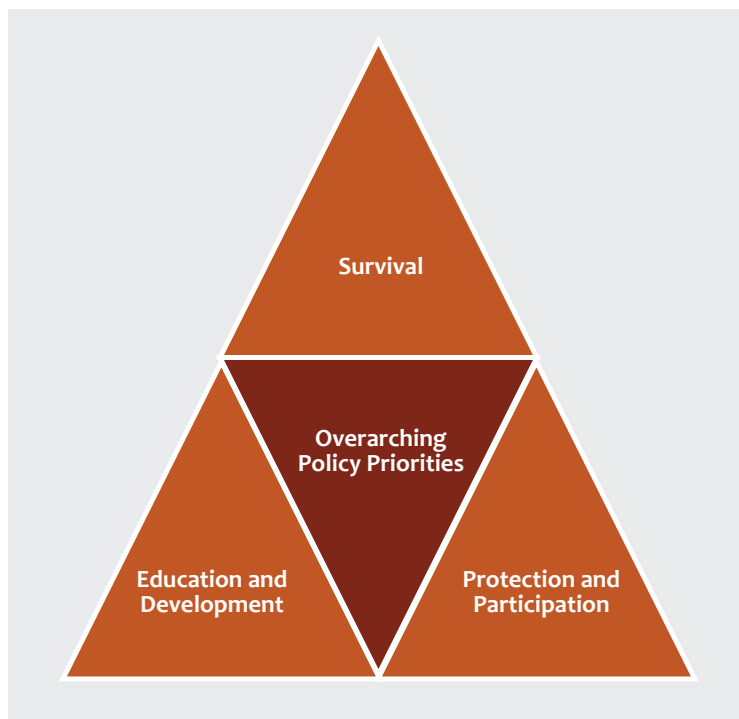 Survival
Overarching
Policy Priorities
Education and
Development
Protection and
Participation